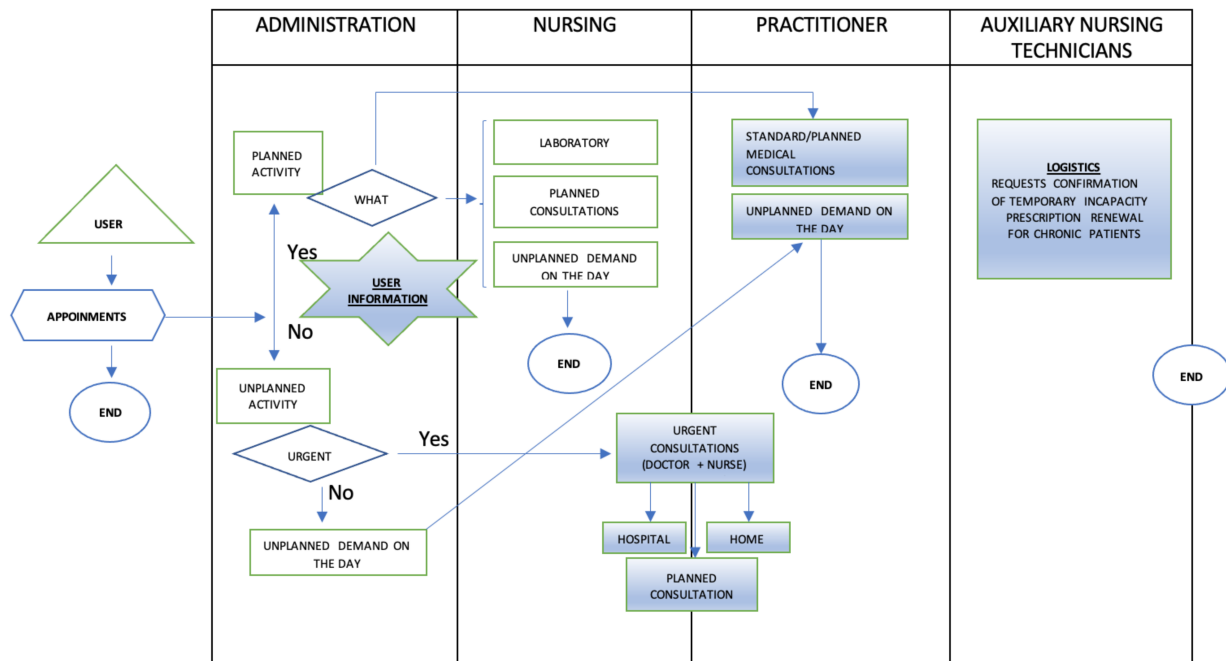 ADMINISTRATION
NURSING
PRACTITIONER
AUXILIARY NURSING
TECHNICIANS
USER
APPOINMENTS
END
PLANNED
ACTIVITY
WHAT
Yes
USER
INFORMATION
No
UNPLANNED
ACTIVITY
URGENT
Yes
No
UNPLANNED DEMAND ON
THE DAY
LABORATORY
PLANNED
CONSULTATIONS
UNPLANNED DEMAND
ON THE DAY
END
STANDARD/PLANNED
MEDICAL
CONSULTATIONS
UNPLANNED DEMAND ON
THE DAY
END
URGENT
CONSULTATIONS
(DOCTOR + NURSE)
HOSPITAL
HOME
PLANNED
CONSULTATION
LOGISTICS
REQUESTS CONFIRMATION
OF TEMPORARY INCAPACITY
PRESCRIPTION RENEWAL
FOR CHRONIC PATIENTS
END